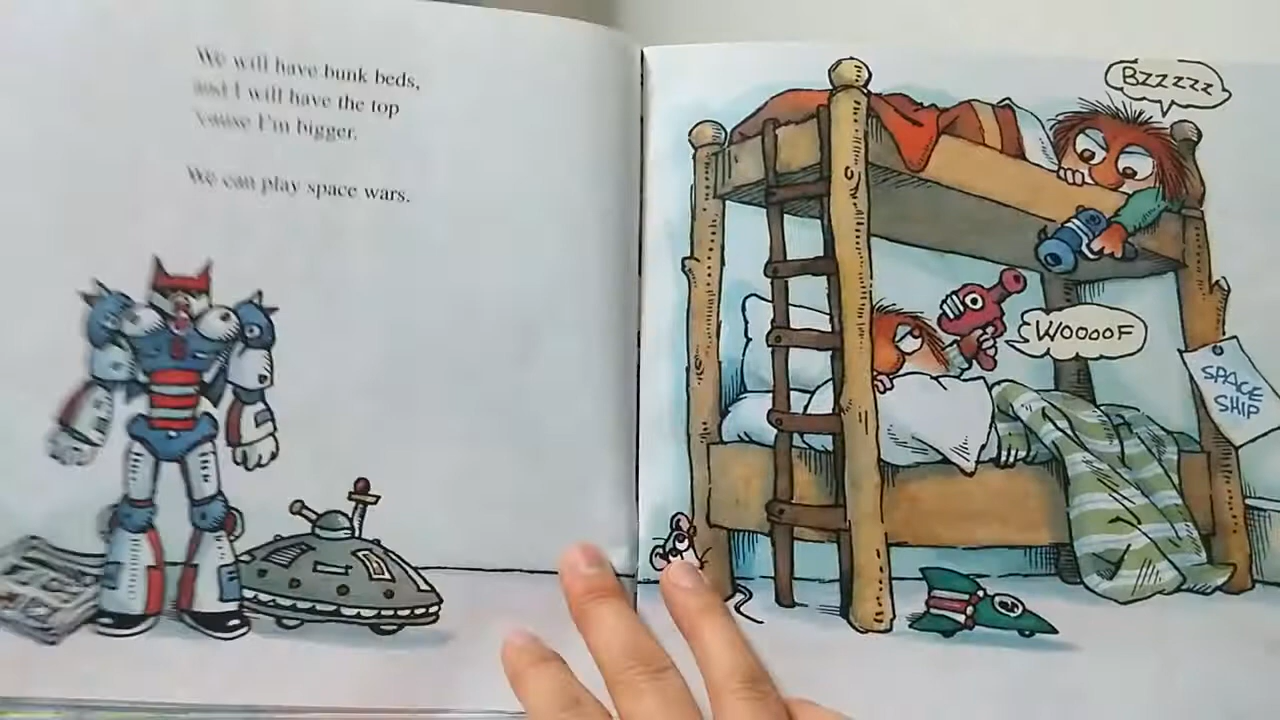 We will have bunk beds,
and I will have the top
'cause I'm bigger.
We can play space wars.
BZZZZZ
WOOOOF
SPACE
SHIP